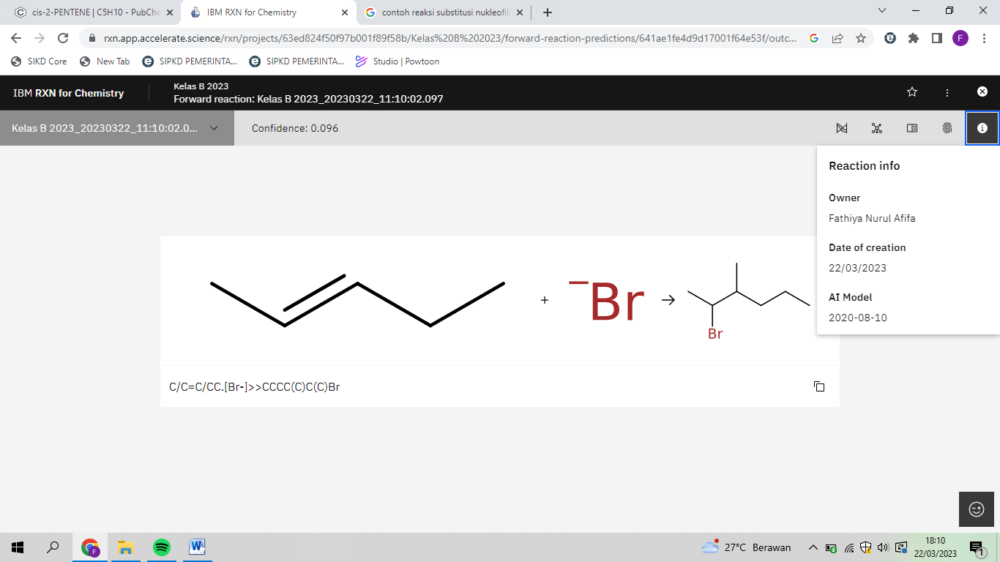 cis-2-PENTENE | C5H10 - PubChe
IBM RXN for Chemistry
contoh reaksi substitusi nukleofil
rxn.app.accelerate.science/rxn/projects/63ed824f50f97b001f89f58b/Kelas%20B%202023/forward-reaction-predictions/641ae1fe4d9d17001f64e53f/outc...
F
SIKD Core
New Tab
SIPKD PEMERINTA...
SIPKD PEMERINTA...
Studio | Powtoon
IBM RXN for Chemistry
Kelas B 2023
Forward reaction: Kelas B 2023_20230322_11:10:02.097
Kelas B 2023_20230322_11:10:02.0...
Confidence: 0.096
Reaction info
Owner
Fathiya Nurul Afifa
Date of creation
22/03/2023
AI Model
2020-08-10
+
−Br
→
Br
C/C=C/CC.[Br-]>>CCCC(C)C(C)Br
F
W
27°C Berawan
18:10
22/03/2023
1